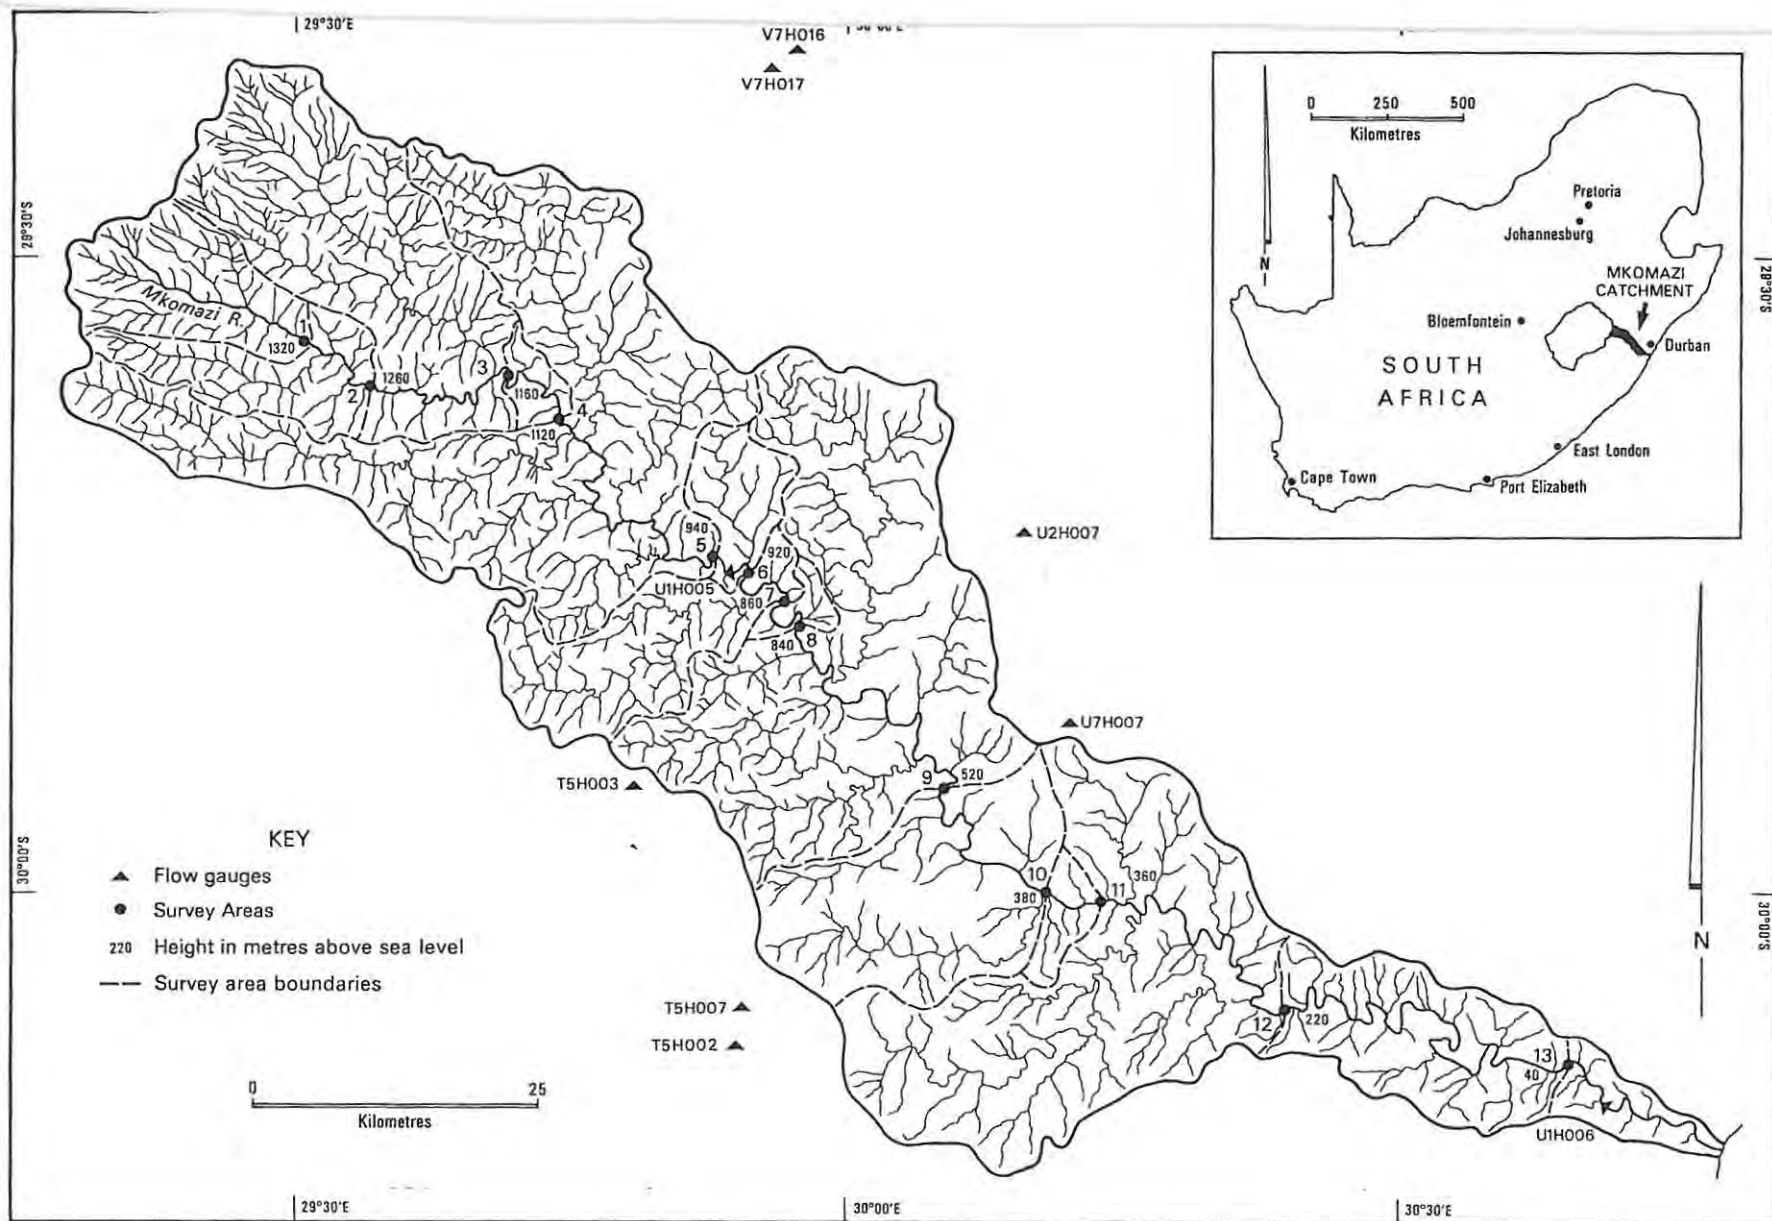 29°30'E
V7H016
V7H017
0 250 500
Kilometres
Pretoria
Johannesburg
N
MKOMAZI
CATCHMENT
Bloemfontein
Durban
SOUTH
AFRICA
East London
Cape Town
Port Elizabeth
29°30'S
29°30'S
Mkomazi R.
1
1320
2
1260
3
1160
4
1120
940
5
920
6
U1H005
7
860
8
840
U2H007
U7H007
T5H003
9
520
10
380
11
360
KEY
Flow gauges
Survey Areas
220 Height in metres above sea level
Survey area boundaries
30°00'S
30°00'S
N
T5H007
T5H002
12
220
13
40
U1H006
0 25
Kilometres
29°30'E
30°00'E
30°30'E